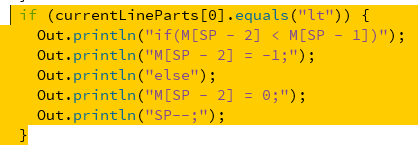 if (currentLineParts[0].equals("lt")) {
Out.println("if(M[SP - 2] < M[SP - 1])");
Out.println("M[SP - 2] = -1;");
Out.println("else");
Out.println("M[SP - 2] = 0;");
Out.println("SP--;");
}